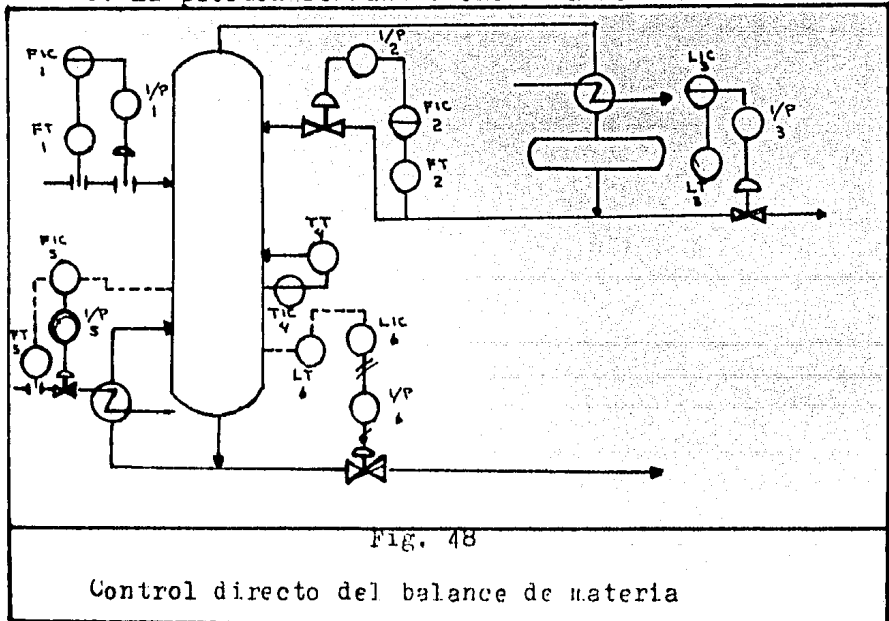 I/P
2
FIC
1
I/P
1
FT
1
FIC
2
FT
2
LIC
3
I/P
3
LT
3
TT
4
TIC
4
FIC
5
I/P
5
FT
5
LIC
6
LT
6
I/P
6
Fig. 48
Control directo del balance de materia